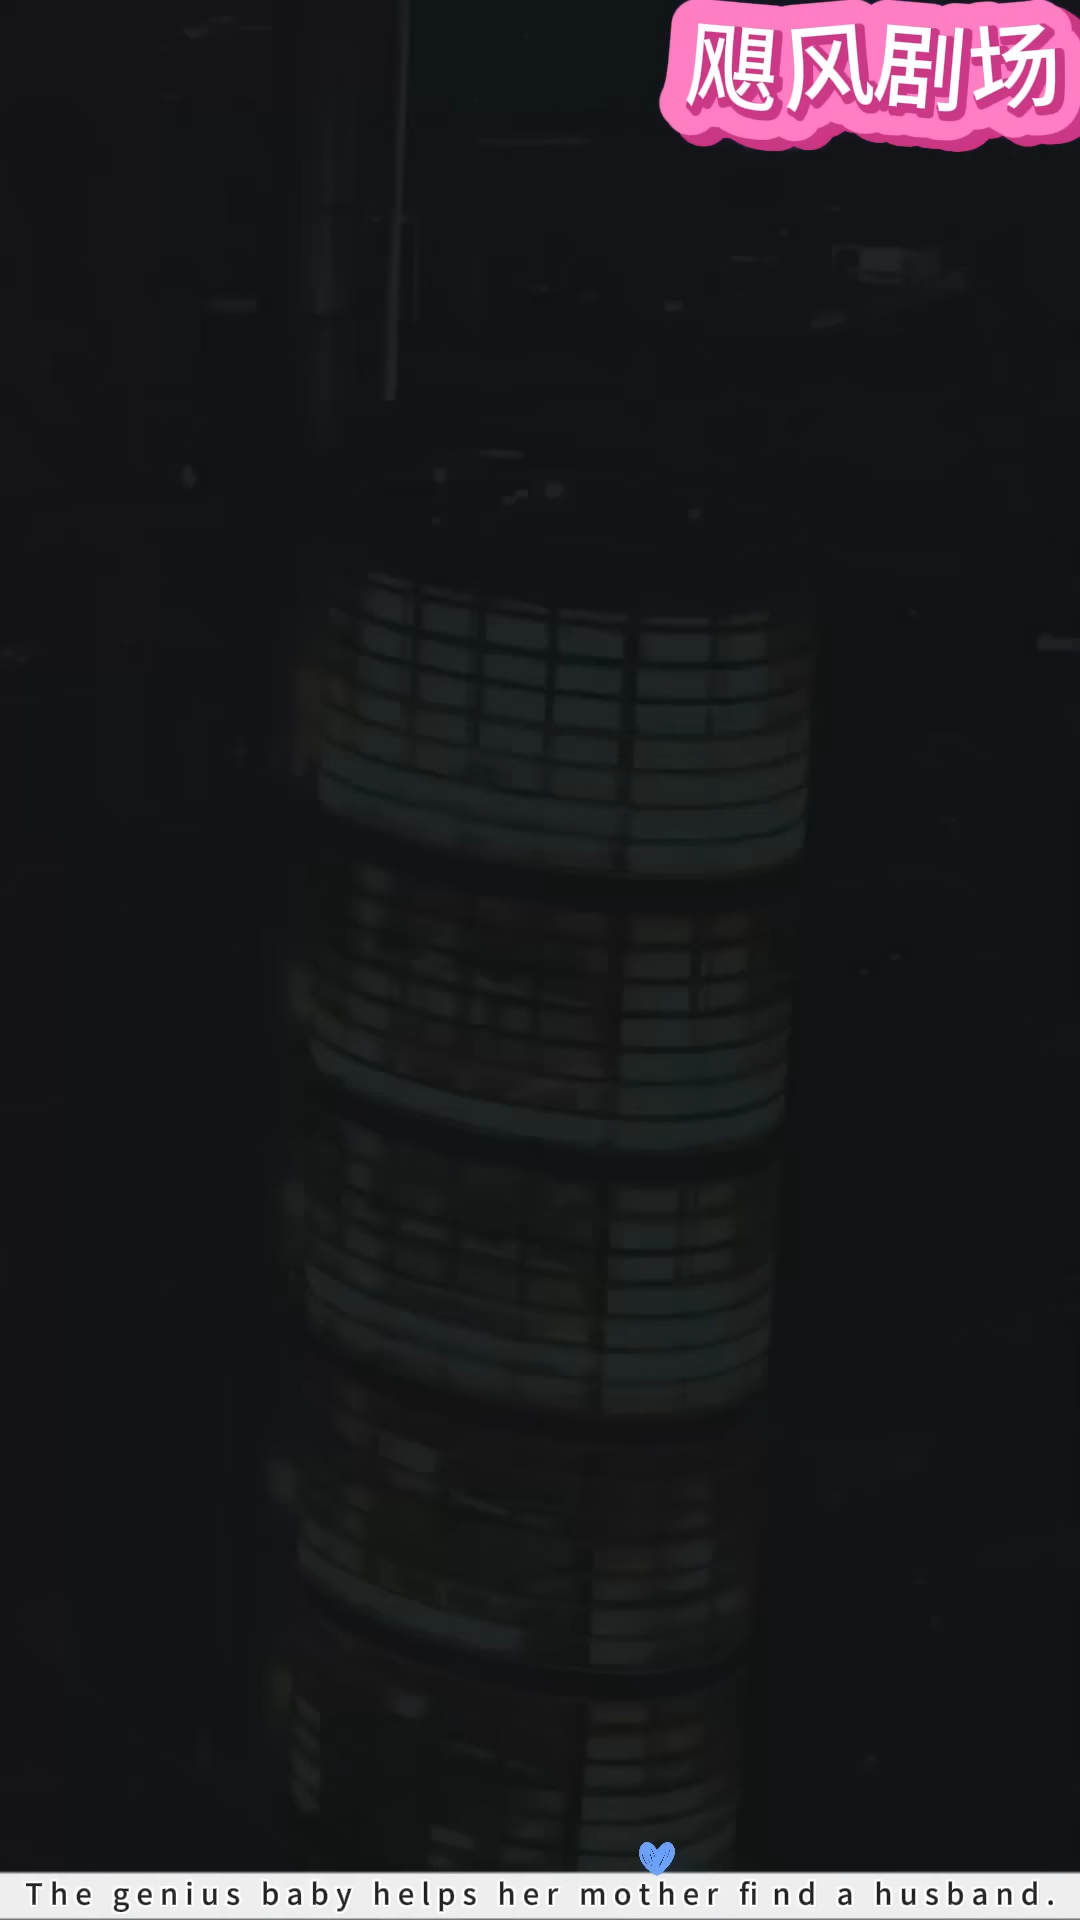 飓风剧场
The genius baby helps her mother find a husband.